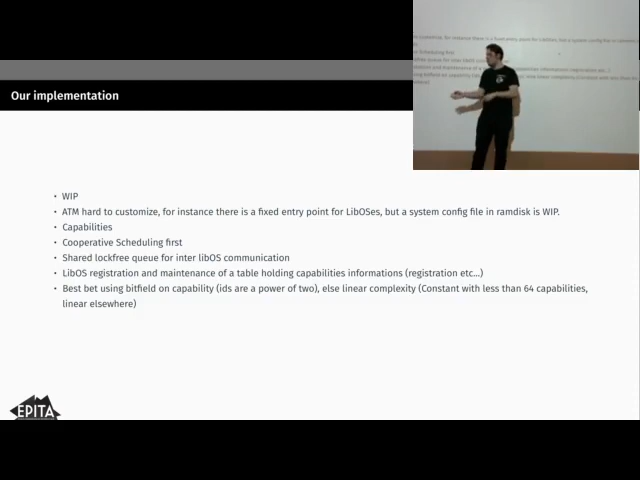 Our implementation
• WIP
• ATM hard to customize, for instance there is a fixed entry point for LibOSes, but a system config file in ramdisk is WIP.
• Capabilities
• Cooperative Scheduling first
• Shared lockfree queue for inter libOS communication
• LibOS registration and maintenance of a table holding capabilities informations (registration etc...)
• Best bet using bitfield on capability (ids are a power of two), else linear complexity (Constant with less than 64 capabilities,
linear elsewhere)
EPITA